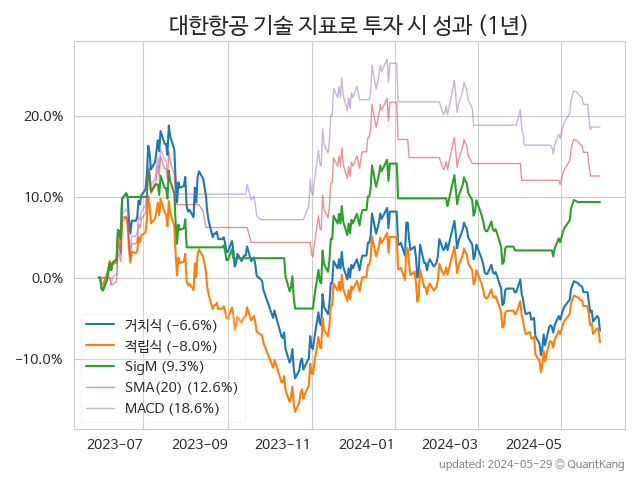 대한항공 기술 지표로 투자 시 성과 (1년)
20.0%
10.0%
0.0%
−10.0%
거치식 (−6.6%)
적립식 (−8.0%)
SigM (9.3%)
SMA(20) (12.6%)
MACD (18.6%)
2023-07 2023-09 2023-11 2024-01 2024-03 2024-05
updated: 2024-05-29 © QuantKang